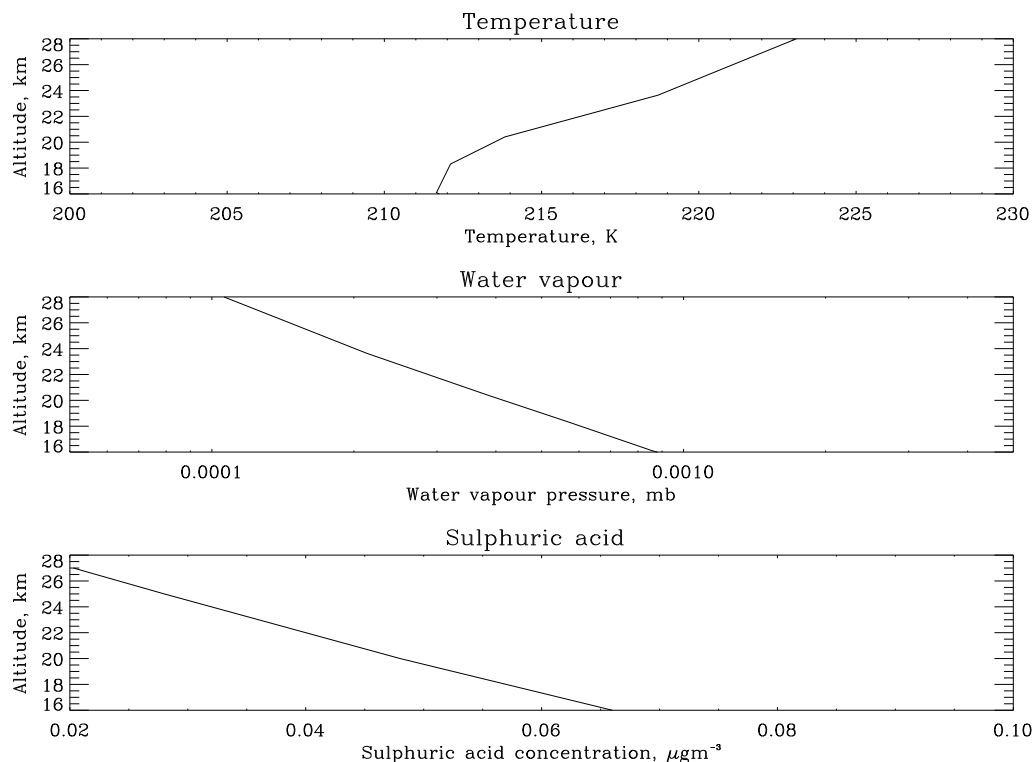 Temperature
28
26
24
22
20
18
16
Altitude, km
200 205 210 215 220 225 230
Temperature, K
Water vapour
28
26
24
22
20
18
16
Altitude, km
0.0001 0.0010
Water vapour pressure, mb
Sulphuric acid
28
26
24
22
20
18
16
Altitude, km
0.02 0.04 0.06 0.08 0.10
Sulphuric acid concentration, μgm⁻³